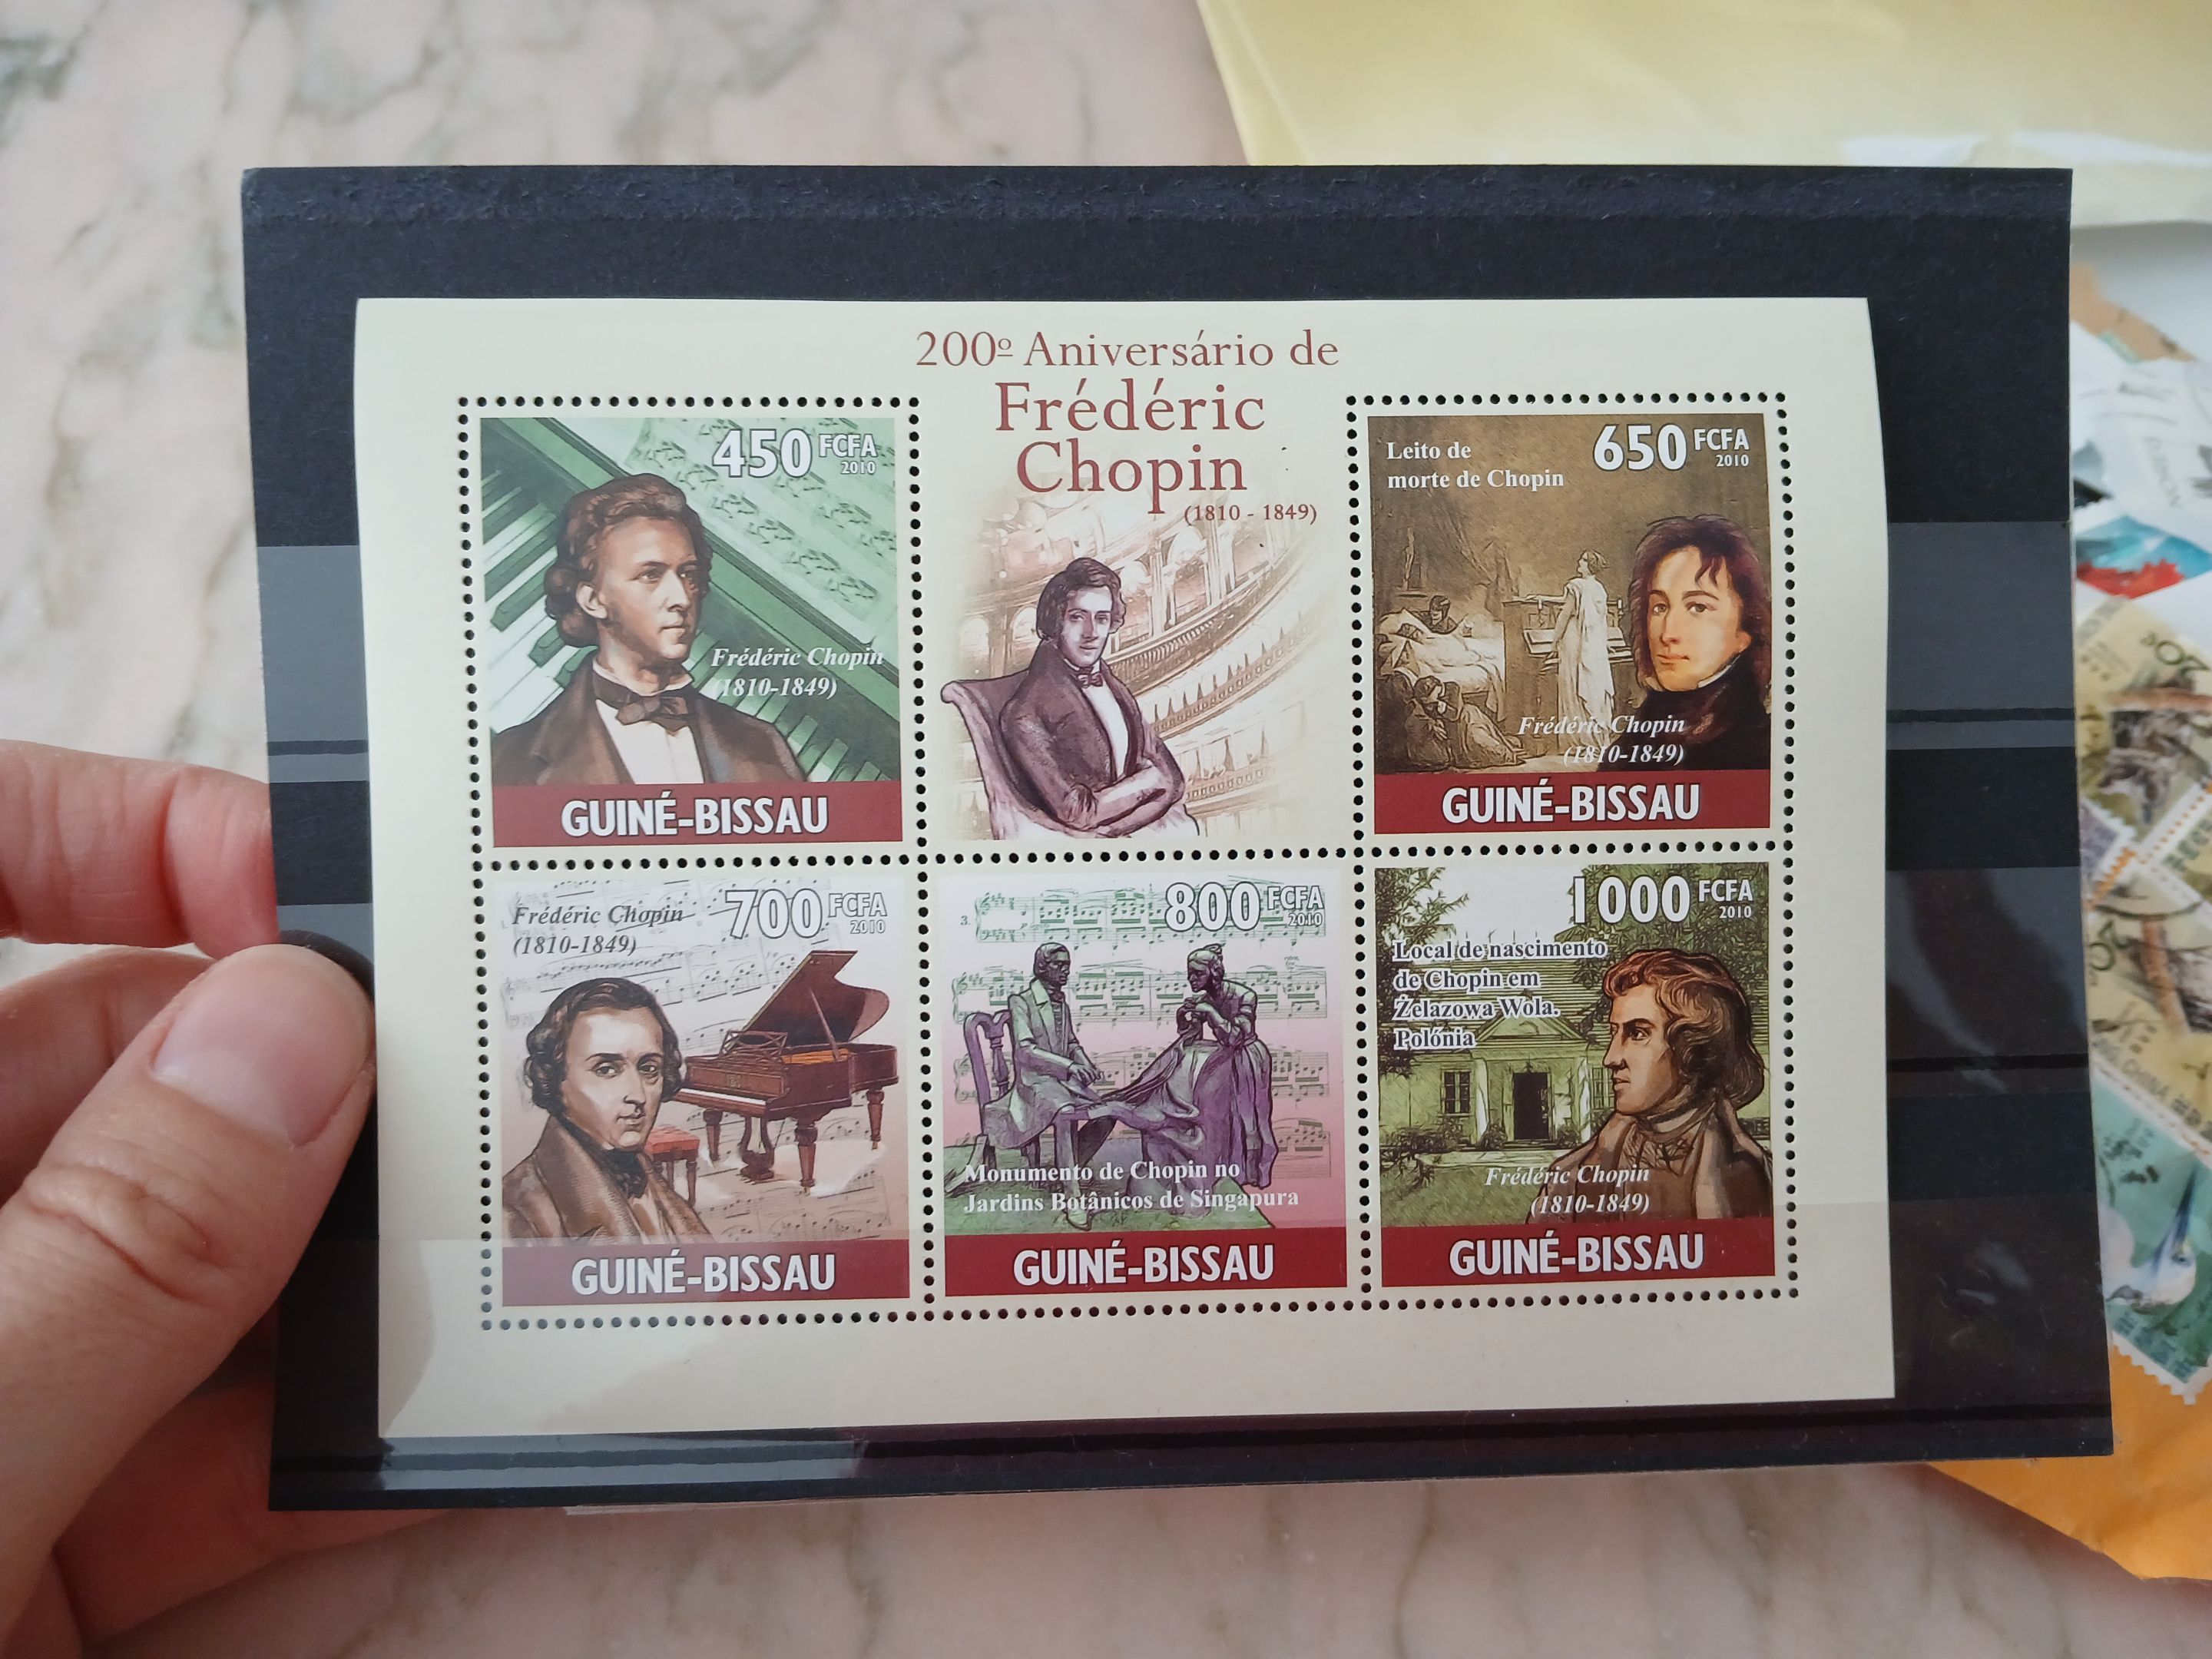 200º Aniversário de
Frédéric
Chopin
(1810 - 1849)
450 FCFA
2010
Frédéric Chopin
(1810-1849)
GUINÉ-BISSAU
Leito de
morte de Chopin
650 FCFA
2010
Frédéric Chopin
(1810-1849)
GUINÉ-BISSAU
Frédéric Chopin
(1810-1849)
700 FCFA
2010
GUINÉ-BISSAU
3.
800 FCFA
2010
Monumento de Chopin no
Jardins Botânicos de Singapura
GUINÉ-BISSAU
1000 FCFA
2010
Local de nascimento
de Chopin em
Żelazowa Wola.
Polónia
Frédéric Chopin
(1810-1849)
GUINÉ-BISSAU